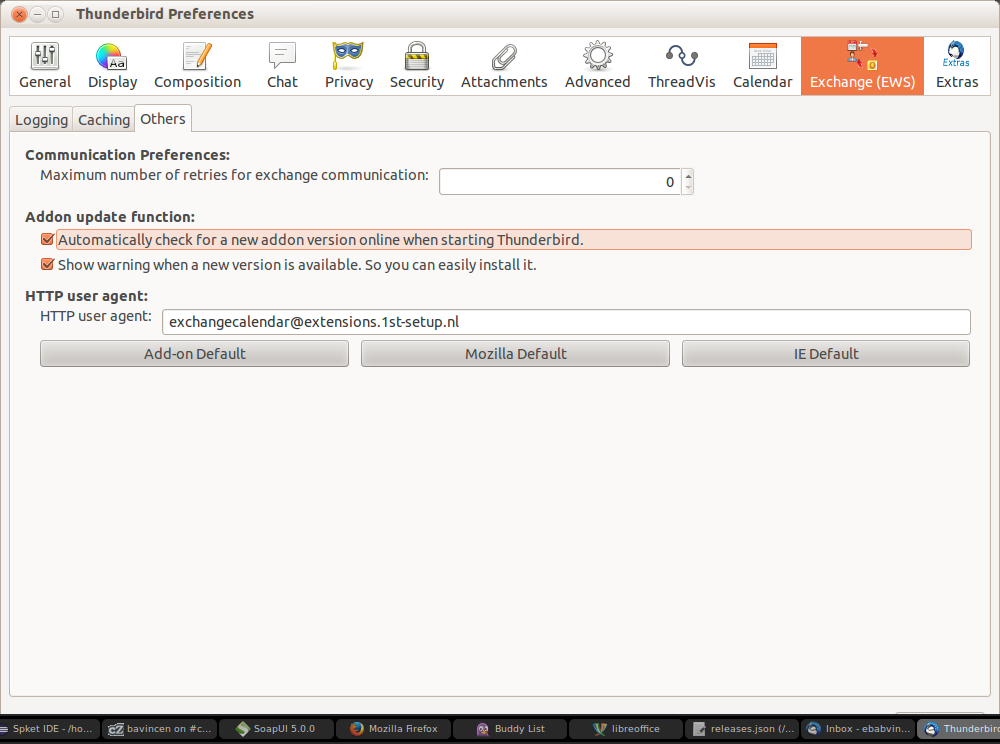 Thunderbird Preferences
Aa
O
Extras
General Display Composition Chat Privacy Security Attachments Advanced ThreadVis Calendar Exchange (EWS) Extras
Logging Caching Others
Communication Preferences:
Maximum number of retries for exchange communication: 0
Addon update function:
Automatically check for a new addon version online when starting Thunderbird.
Show warning when a new version is available. So you can easily install it.
HTTP user agent:
HTTP user agent: exchangecalendar@extensions.1st-setup.nl
Add-on Default Mozilla Default IE Default
Spket IDE - /ho... bavincen on #c... SoapUI 5.0.0 Mozilla Firefox Buddy List libreoffice releases.json (/... Inbox - ebabvin... Thunderbird